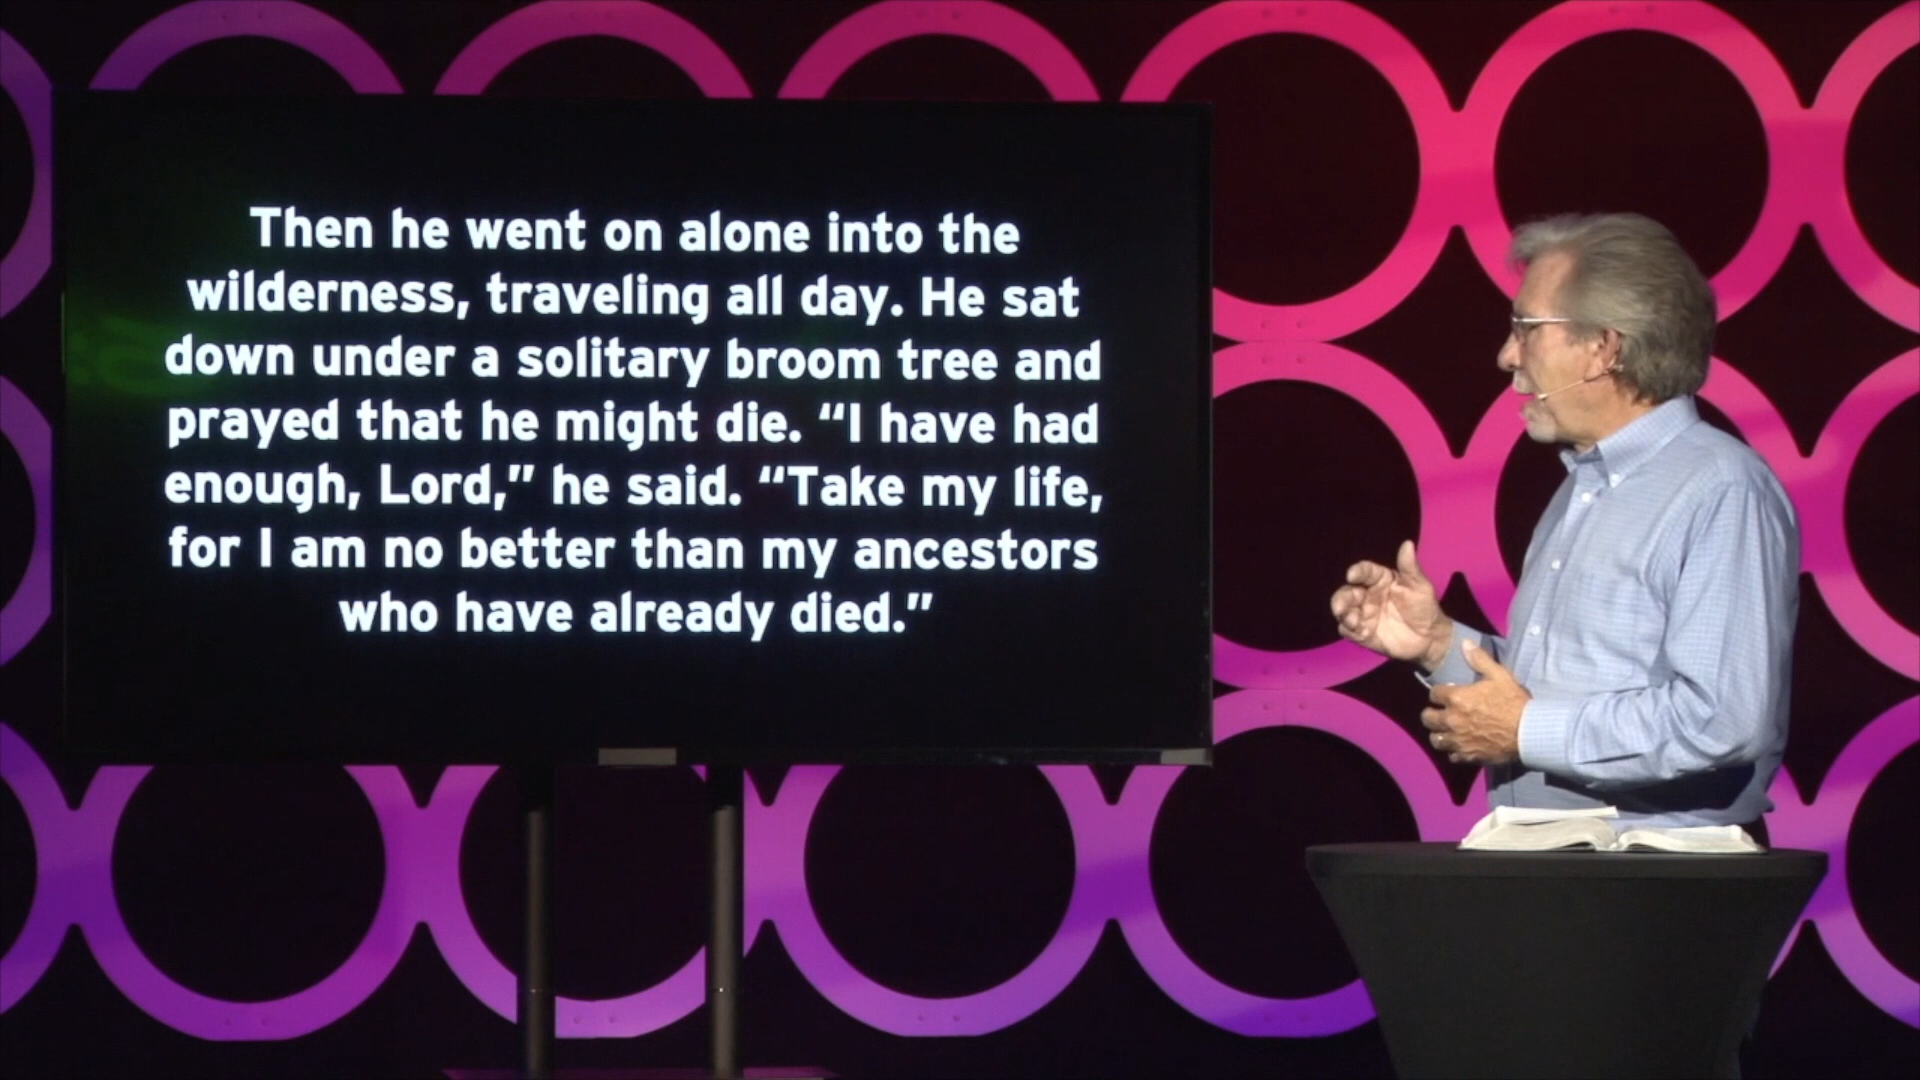 Then he went on alone into the
wilderness, traveling all day. He sat
down under a solitary broom tree and
prayed that he might die. “I have had
enough, Lord,” he said. “Take my life,
for I am no better than my ancestors
who have already died.”